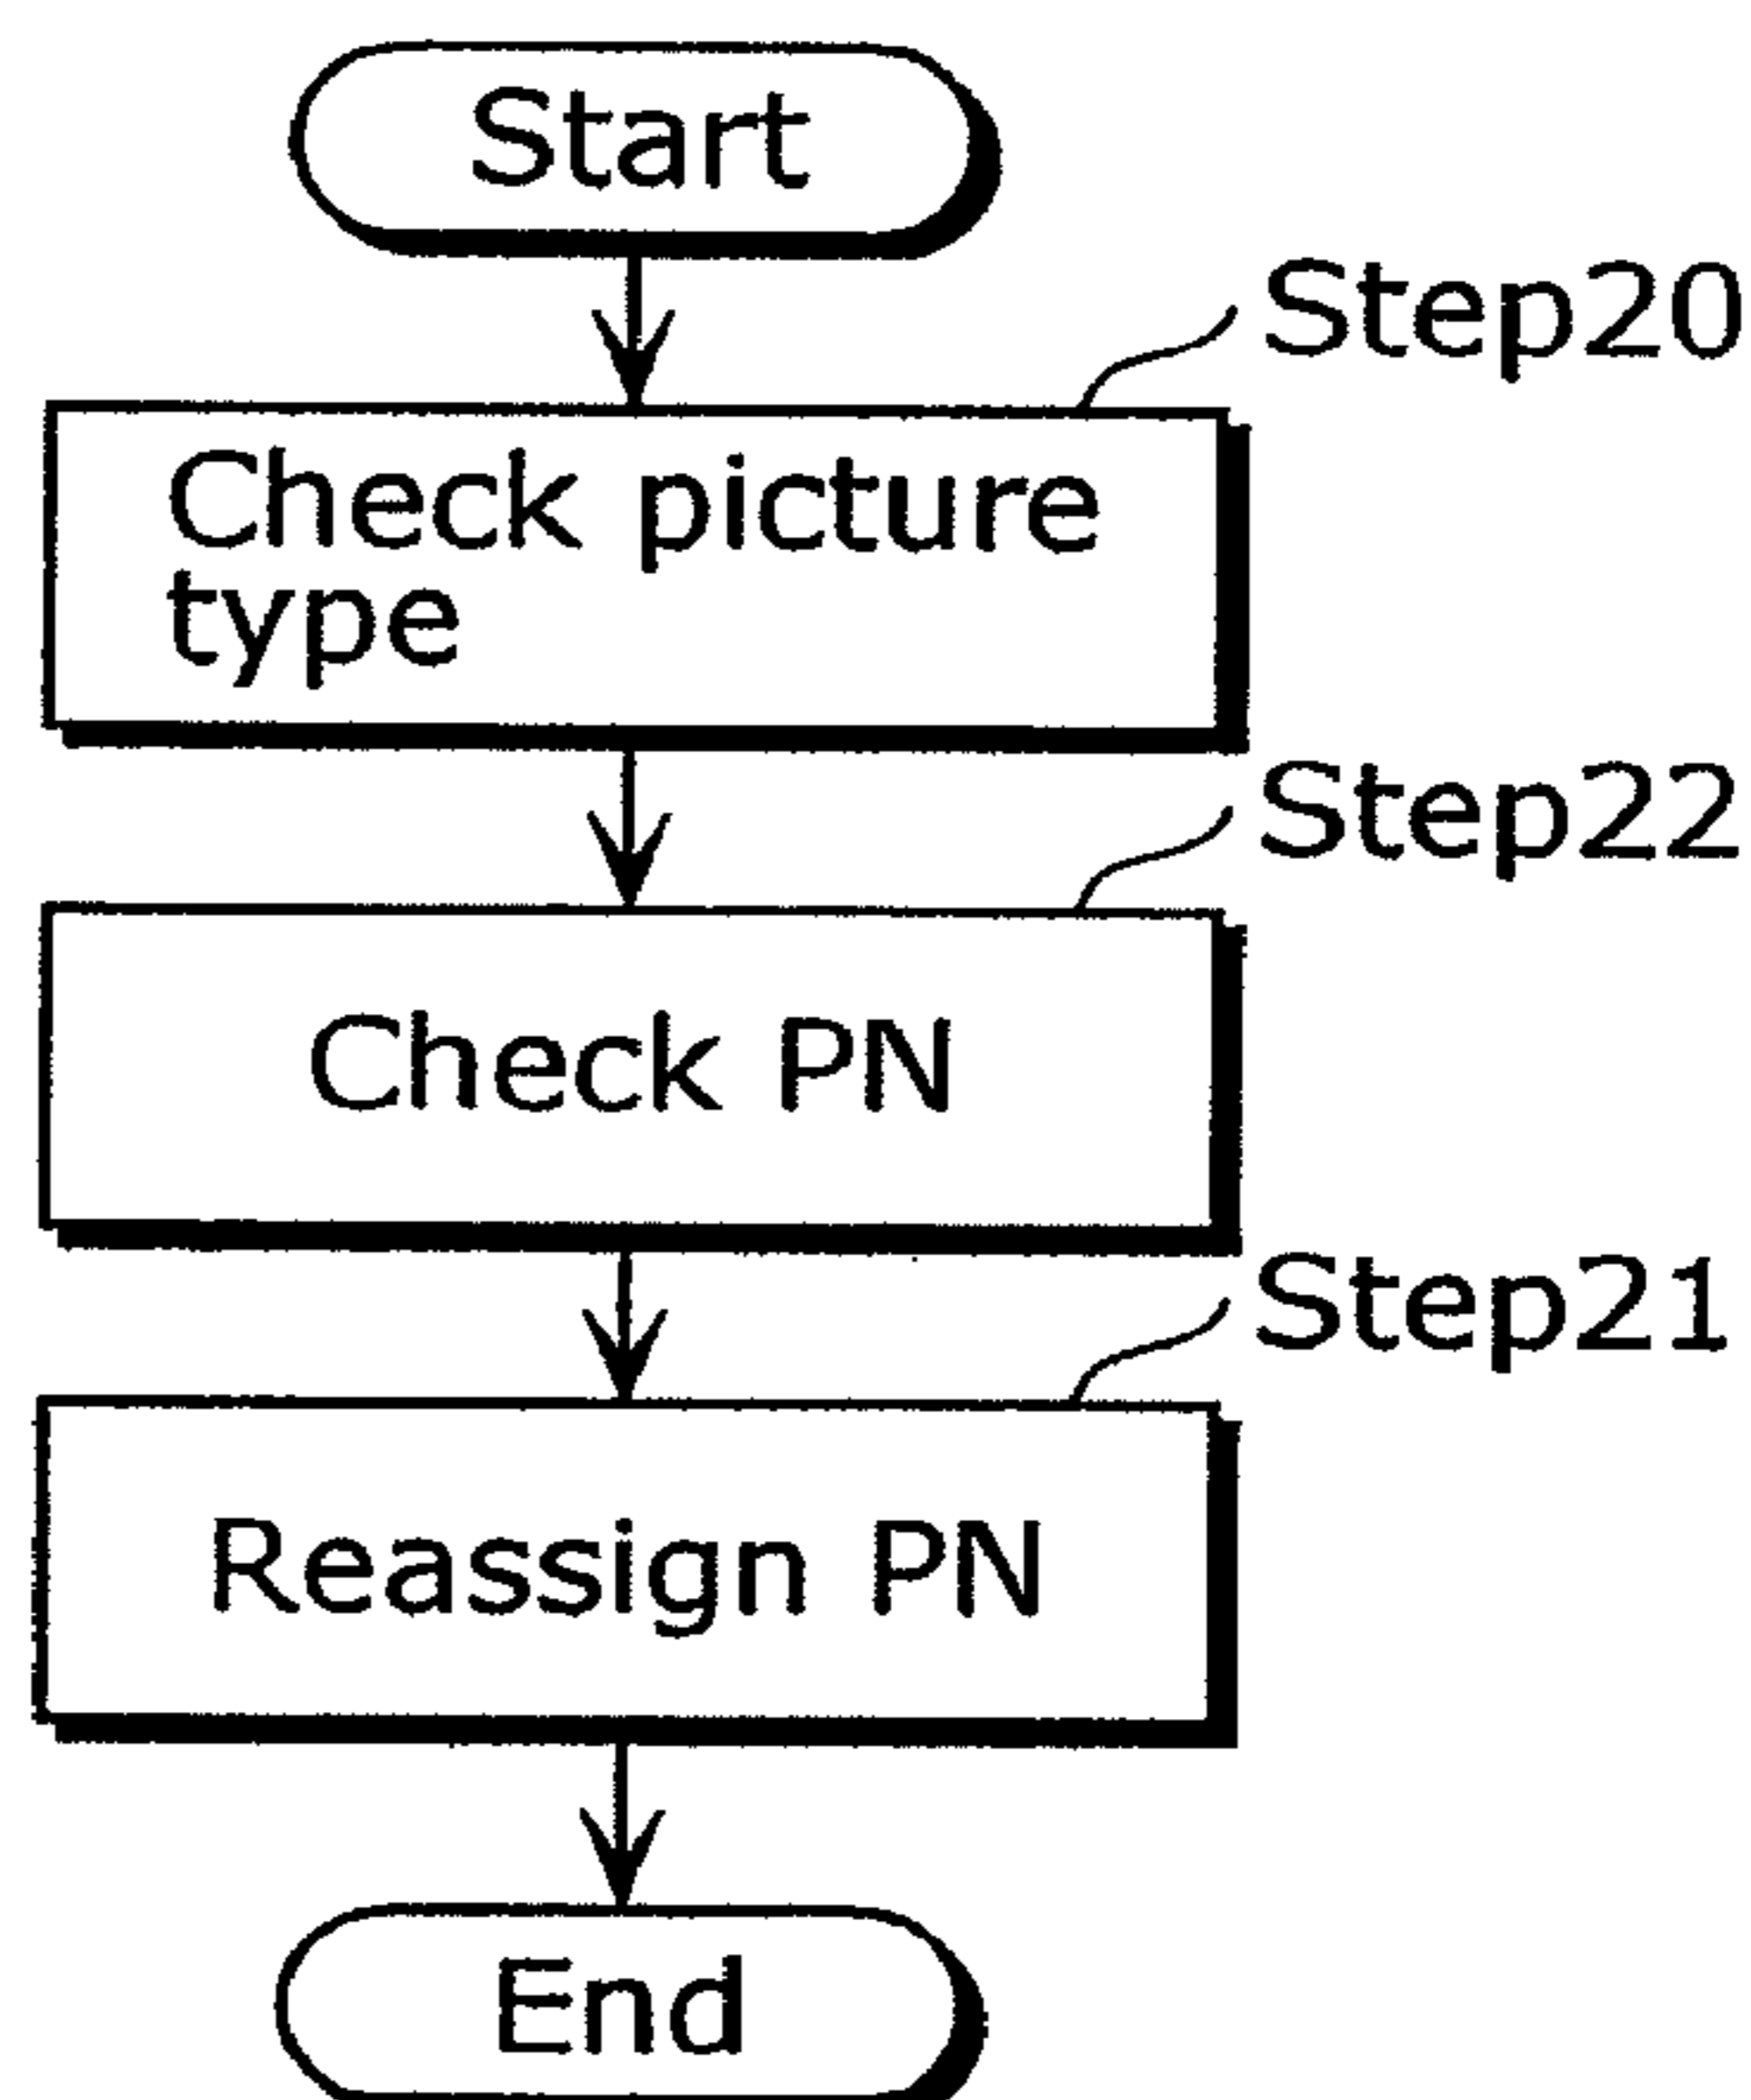 Start
Step20
Check picture
type
Step22
Check PN
Step21
Reassign PN
End